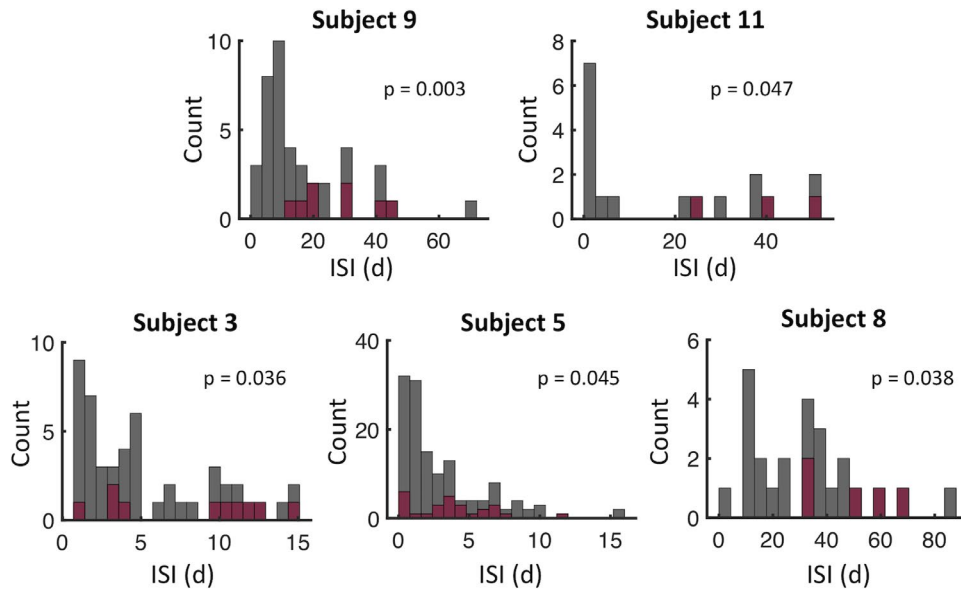 Subject 9
Count
10
5
0
p = 0.003
0 20 40 60
ISI (d)
Subject 11
Count
8
6
4
2
0
p = 0.047
0 20 40
ISI (d)
Subject 3
Count
10
5
0
p = 0.036
0 5 10 15
ISI (d)
Subject 5
Count
40
20
0
p = 0.045
0 5 10 15
ISI (d)
Subject 8
Count
6
4
2
0
p = 0.038
0 20 40 60 80
ISI (d)